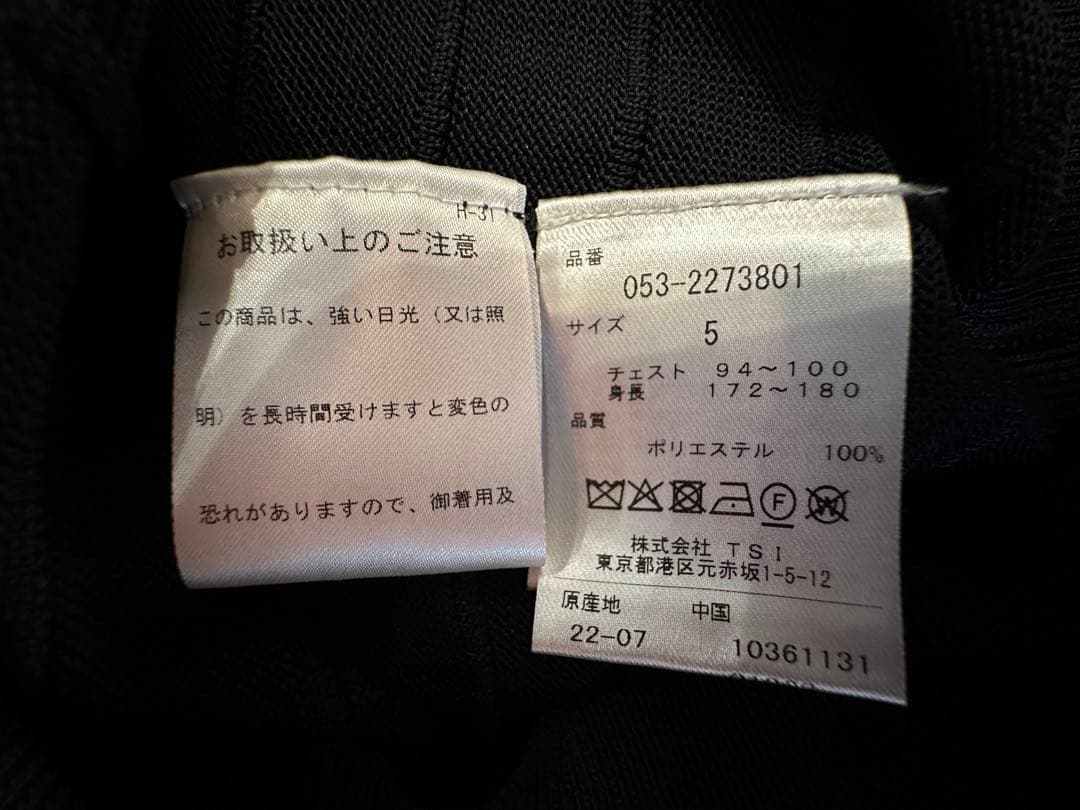 H-31
お取扱い上のご注意
この商品は、強い日光（又は照
明）を長時間受けますと変色の
恐れがありますので、御着用及
品番
053-2273801
サイズ 5
チェスト 94～100
身長 172～180
品質
ポリエステル 100%
F W
株式会社 TSI
東京都港区元赤坂1-5-12
原産地 中国
22-07 10361131